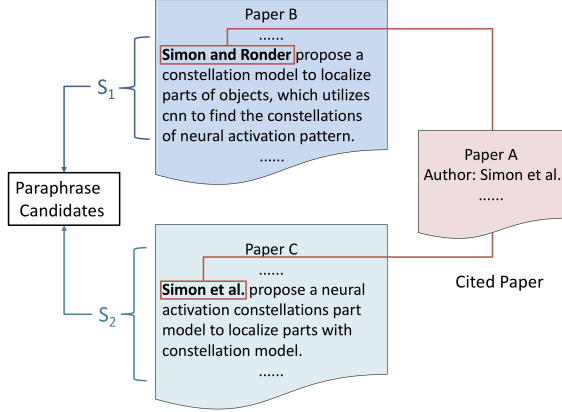 Paper B
......
Simon and Ronder propose a
constellation model to localize
parts of objects, which utilizes
cnn to find the constellations
of neural activation pattern.
......
S1
Paper A
Author: Simon et al.
......
Paraphrase
Candidates
Paper C
......
Simon et al. propose a neural
activation constellations part
model to localize parts with
constellation model.
......
S2
Cited Paper